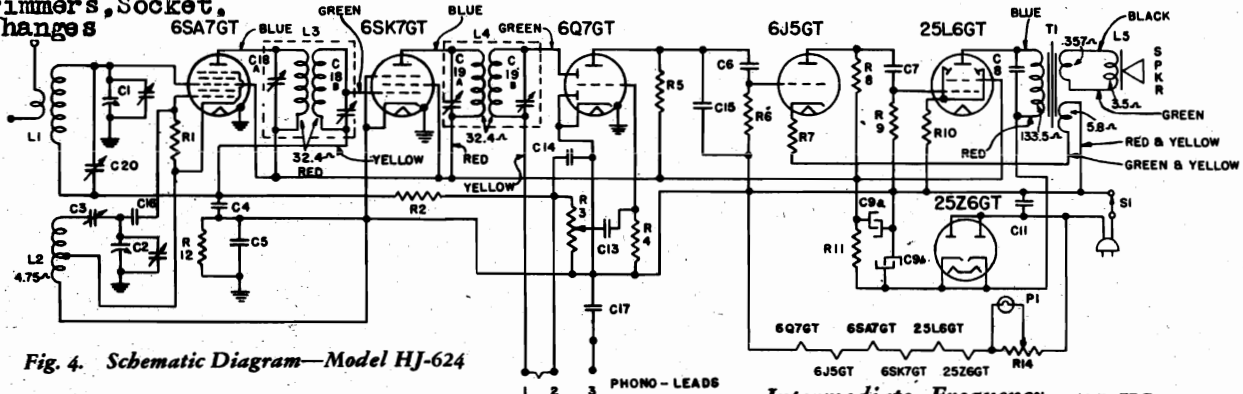 immers, Socket,
hanges
6SA7GT
GREEN
BLUE
6SK7GT
BLUE
GREEN
6Q7GT
6J5GT
25L6GT
BLUE
T1
BLACK
L5
SPKR
L3
L4
C18 A
C18 B
C19 A
C19 B
.357Ω
3.5Ω
GREEN
5.8Ω
RED & YELLOW
GREEN & YELLOW
133.5Ω
RED
L1
C1
C20
R1
32.4Ω
RED
YELLOW
32.4Ω
RED
YELLOW
C14
R5
C15
C6
R6
R7
R8
C7
R9
R10
C8
R2
C3
C16
C2
L2
4.75Ω
C4
R12
C5
R3
C13
R4
C17
C9a
C9b
R11
25Z6GT
C11
S1
P1
R14
6Q7GT
6SA7GT
25L6GT
6J5GT
6SK7GT
25Z6GT
1 2 3 PHONO-LEADS
Fig. 4. Schematic Diagram—Model HJ-624
Intermediate Frequency